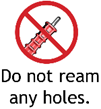 Do not ream
any holes.